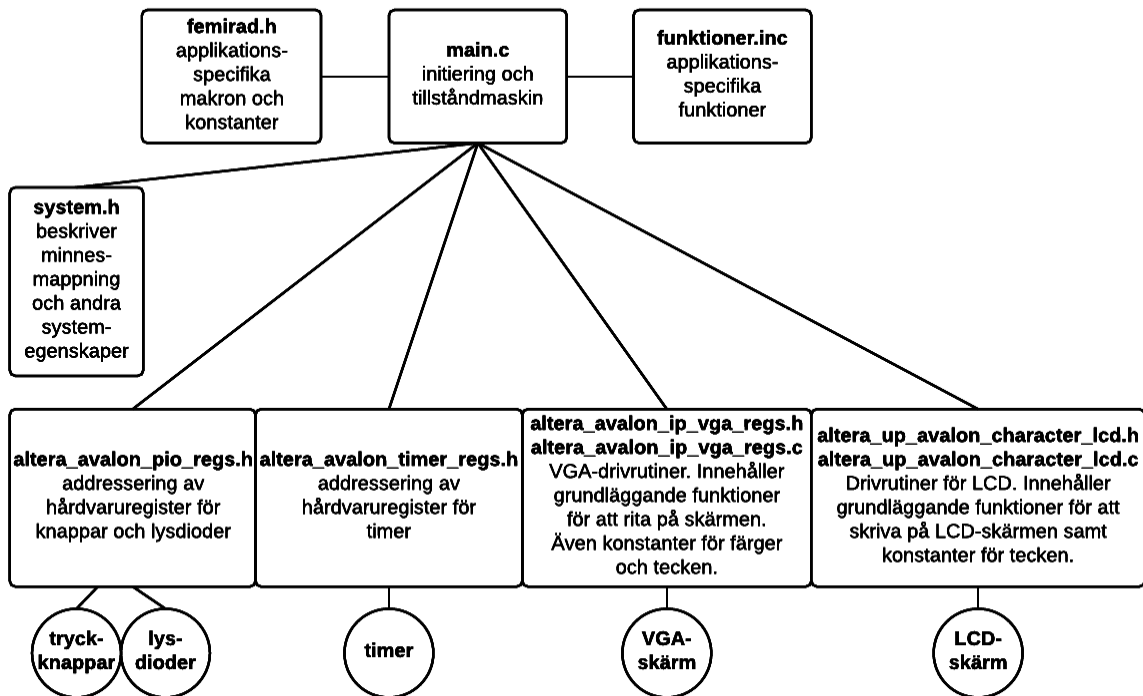 femirad.h
applikations-
specifika
makron och
konstanter
main.c
initiering och
tillståndmaskin
funktioner.inc
applikations-
specifika
funktioner
system.h
beskriver
minnes-
mappning
och andra
system-
egenskaper
altera_avalon_pio_regs.h
addressering av
hårdvaruregister för
knappar och lysdioder
altera_avalon_timer_regs.h
addressering av
hårdvaruregister för
timer
altera_avalon_ip_vga_regs.h
altera_avalon_ip_vga_regs.c
VGA-drivrutiner. Innehåller
grundläggande funktioner
för att rita på skärmen.
Även konstanter för färger
och tecken.
altera_up_avalon_character_lcd.h
altera_up_avalon_character_lcd.c
Drivrutiner för LCD. Innehåller
grundläggande funktioner för att
skriva på LCD-skärmen samt
konstanter för tecken.
tryck-
knappar
lys-
dioder
timer
VGA-
skärm
LCD-
skärm